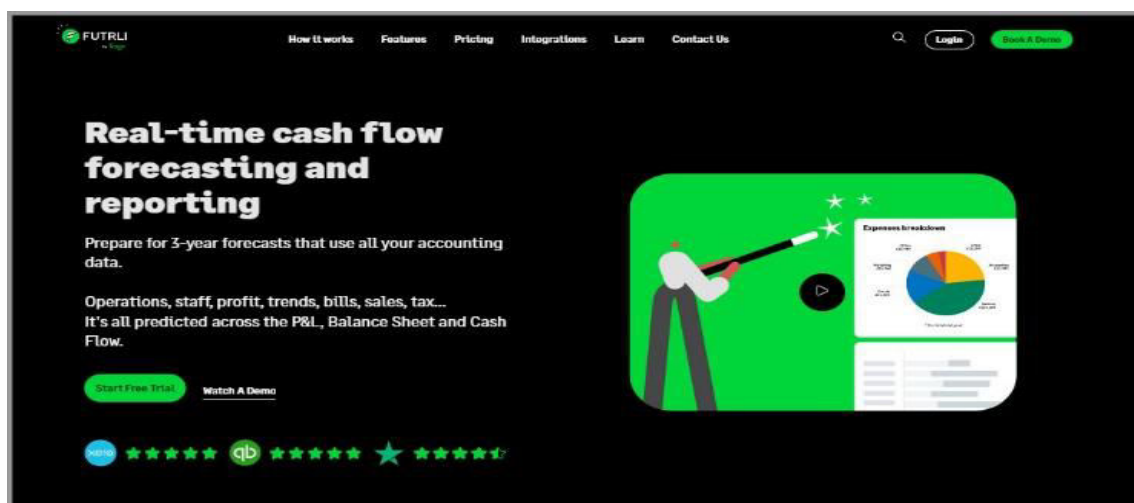 FUTRLI
by Sage
How it works Features Pricing Integrations Learn Contact Us
Login
Book A Demo
Real-time cash flow
forecasting and
reporting
Prepare for 3-year forecasts that use all your accounting
data.
Operations, staff, profit, trends, bills, sales, tax...
It's all predicted across the P&L, Balance Sheet and Cash
Flow.
Start Free Trial
Watch A Demo
xero
qb
Expenses breakdown